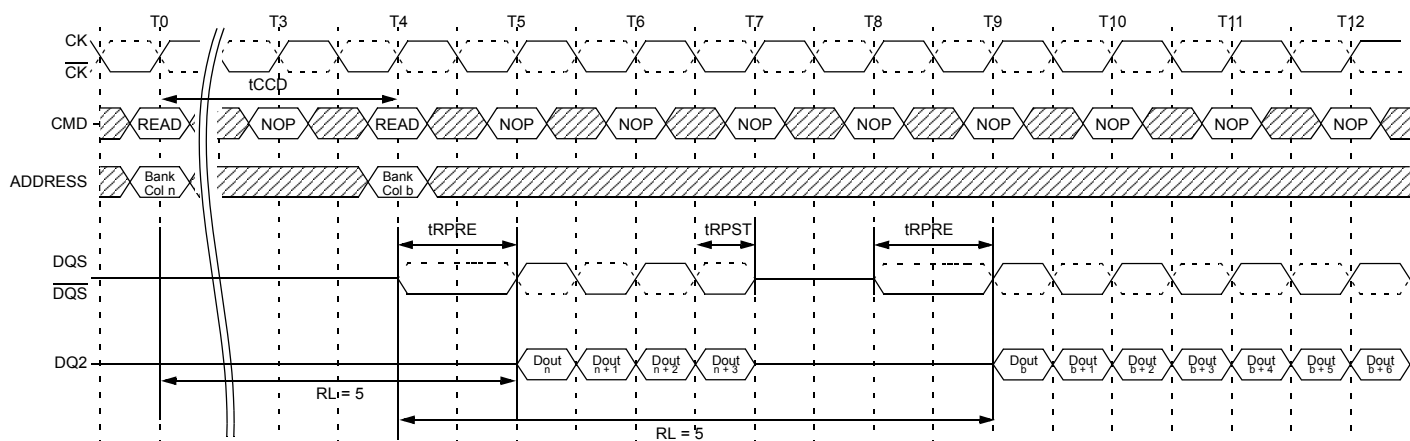 T0 T3 T4 T5 T6 T7 T8 T9 T10 T11 T12
CK
CK
tCCD
CMD READ NOP READ NOP NOP NOP NOP NOP NOP NOP NOP
ADDRESS
Bank
Col n
Bank
Col b
tRPRE tRPST tRPRE
DQS
DQS
DQ2
Dout
n
Dout
n + 1
Dout
n + 2
Dout
n + 3
Dout
b
Dout
b + 1
Dout
b + 2
Dout
b + 3
Dout
b + 4
Dout
b + 5
Dout
b + 6
RL = 5
RL = 5